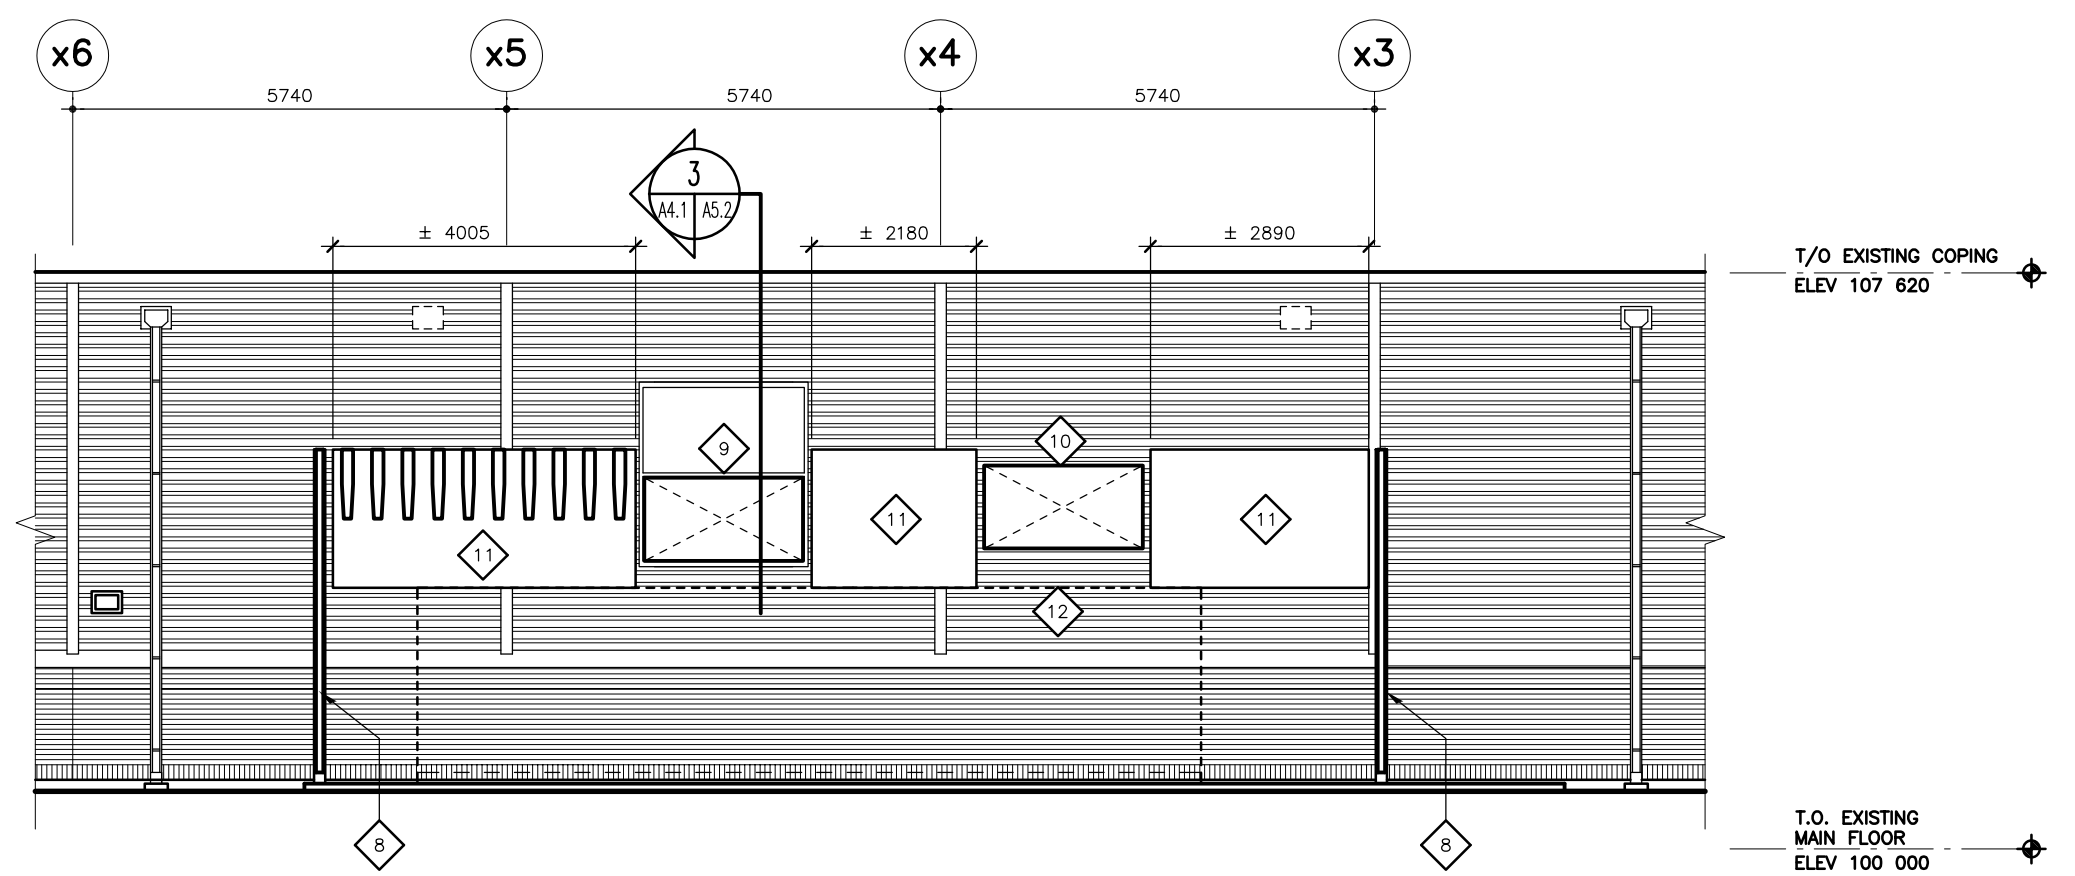 x6 x5 x4 x3
5740 5740 5740
3
A4.1 A5.2
± 4005 ± 2180 ± 2890
T/O EXISTING COPING
ELEV 107 620
10
9
11 11
11
12
T.O. EXISTING
MAIN FLOOR
ELEV 100 000
8 8